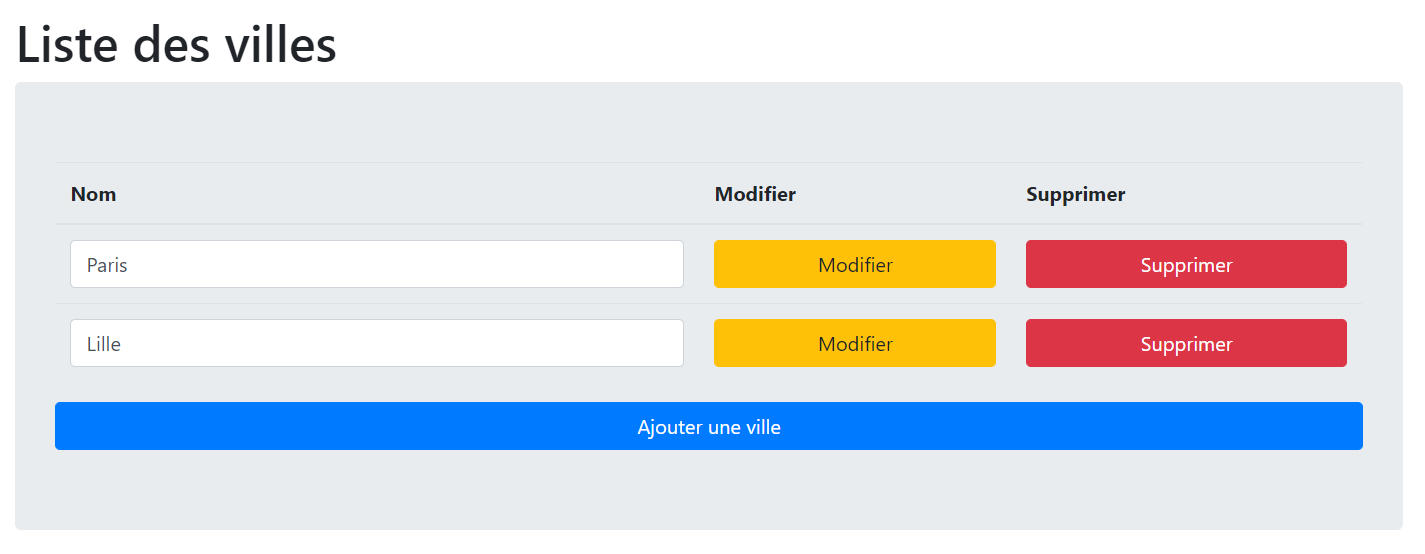 Liste des villes
Nom Modifier Supprimer
Paris Modifier Supprimer
Lille Modifier Supprimer
Ajouter une ville